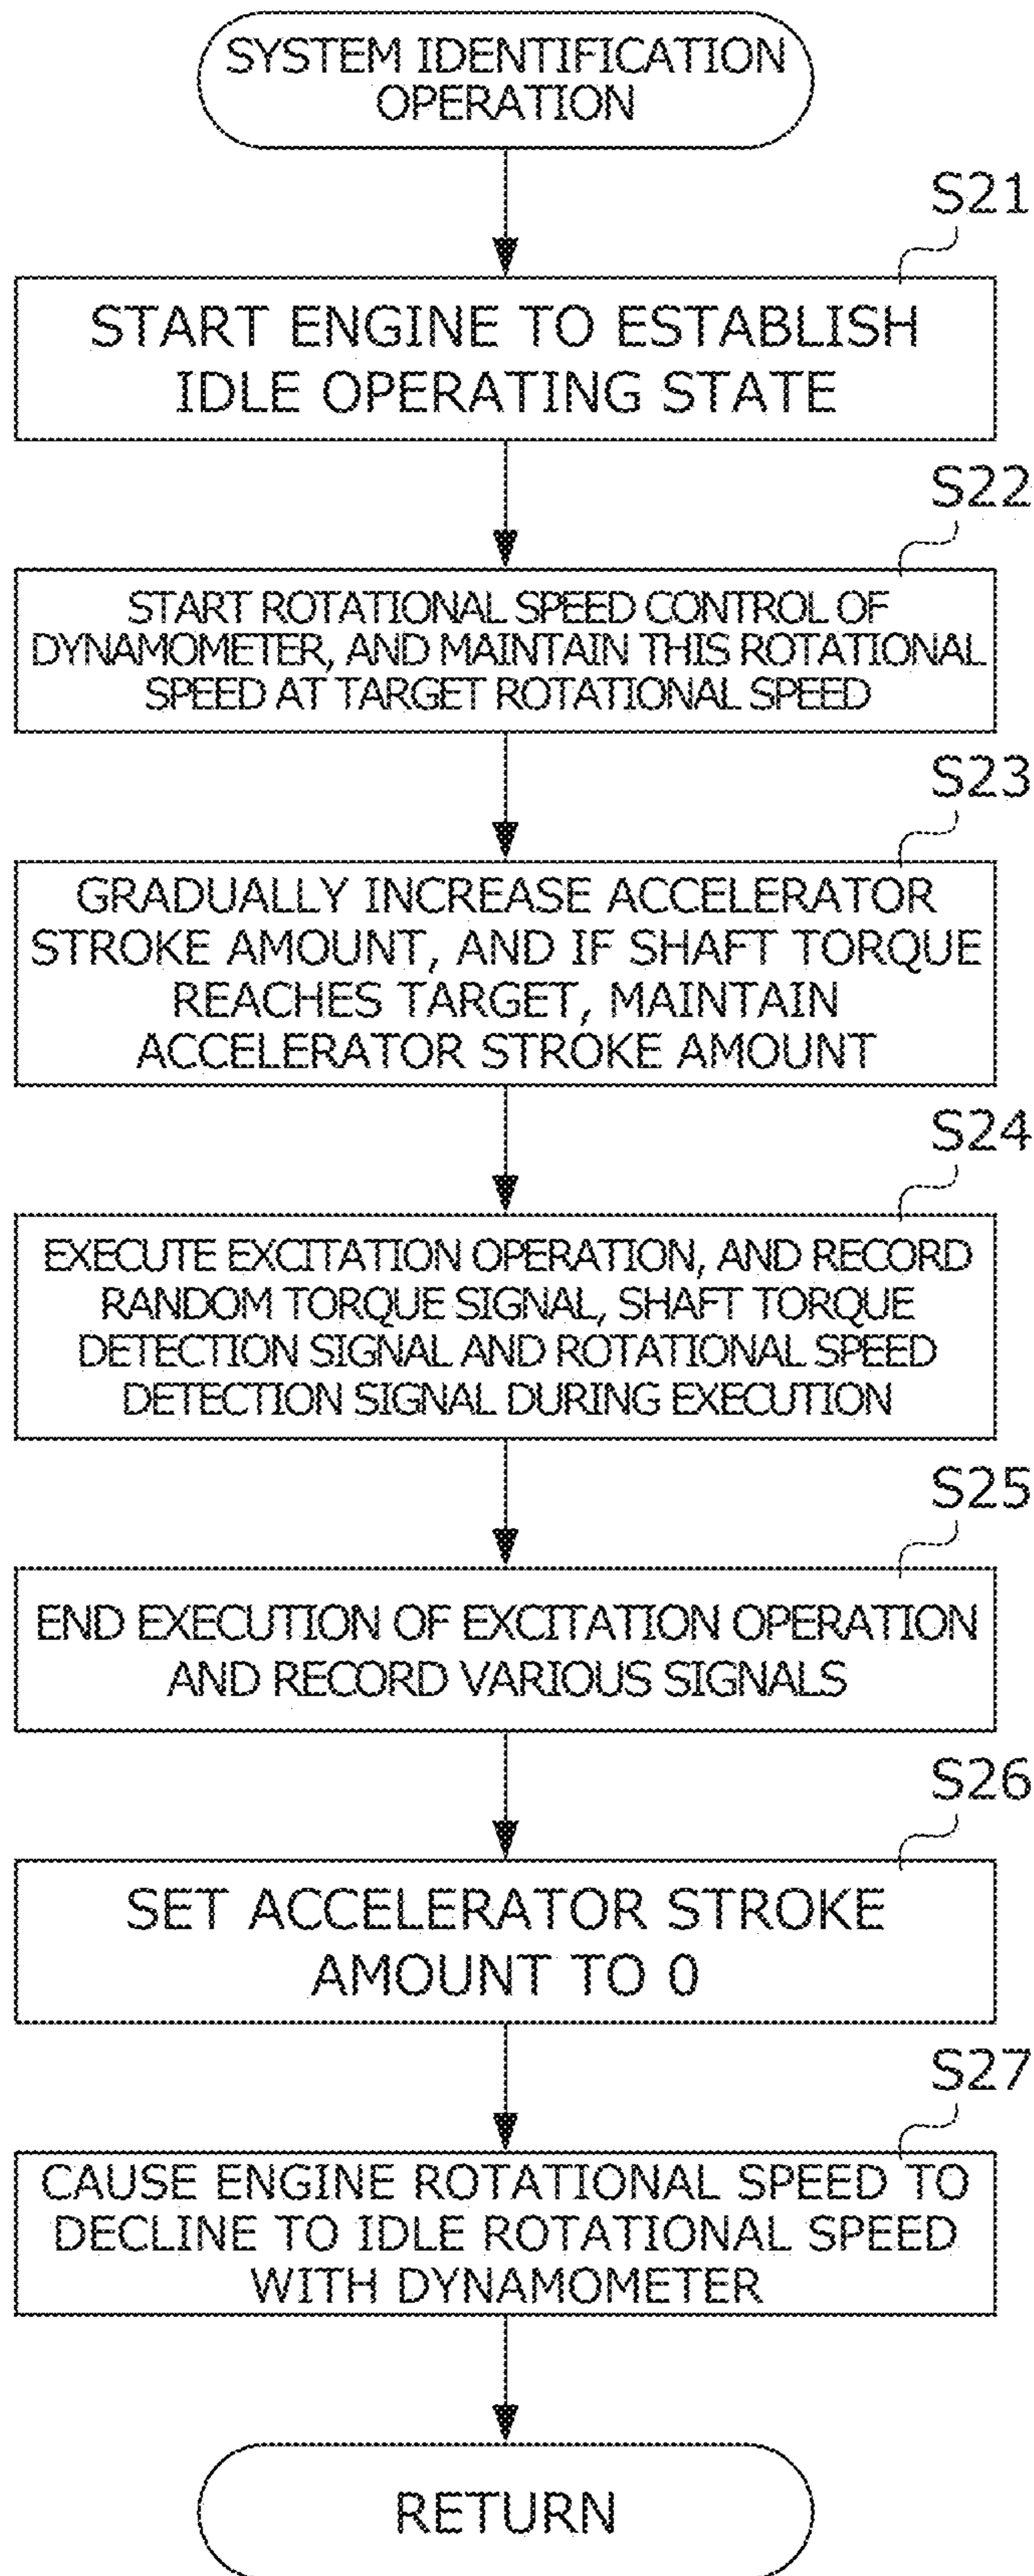 SYSTEM IDENTIFICATION
OPERATION
S21
START ENGINE TO ESTABLISH
IDLE OPERATING STATE
S22
START ROTATIONAL SPEED CONTROL OF
DYNAMOMETER, AND MAINTAIN THIS ROTATIONAL
SPEED AT TARGET ROTATIONAL SPEED
S23
GRADUALLY INCREASE ACCELERATOR
STROKE AMOUNT, AND IF SHAFT TORQUE
REACHES TARGET, MAINTAIN
ACCELERATOR STROKE AMOUNT
S24
EXECUTE EXCITATION OPERATION, AND RECORD
RANDOM TORQUE SIGNAL, SHAFT TORQUE
DETECTION SIGNAL AND ROTATIONAL SPEED
DETECTION SIGNAL DURING EXECUTION
S25
END EXECUTION OF EXCITATION OPERATION
AND RECORD VARIOUS SIGNALS
S26
SET ACCELERATOR STROKE
AMOUNT TO 0
S27
CAUSE ENGINE ROTATIONAL SPEED TO
DECLINE TO IDLE ROTATIONAL SPEED
WITH DYNAMOMETER
RETURN